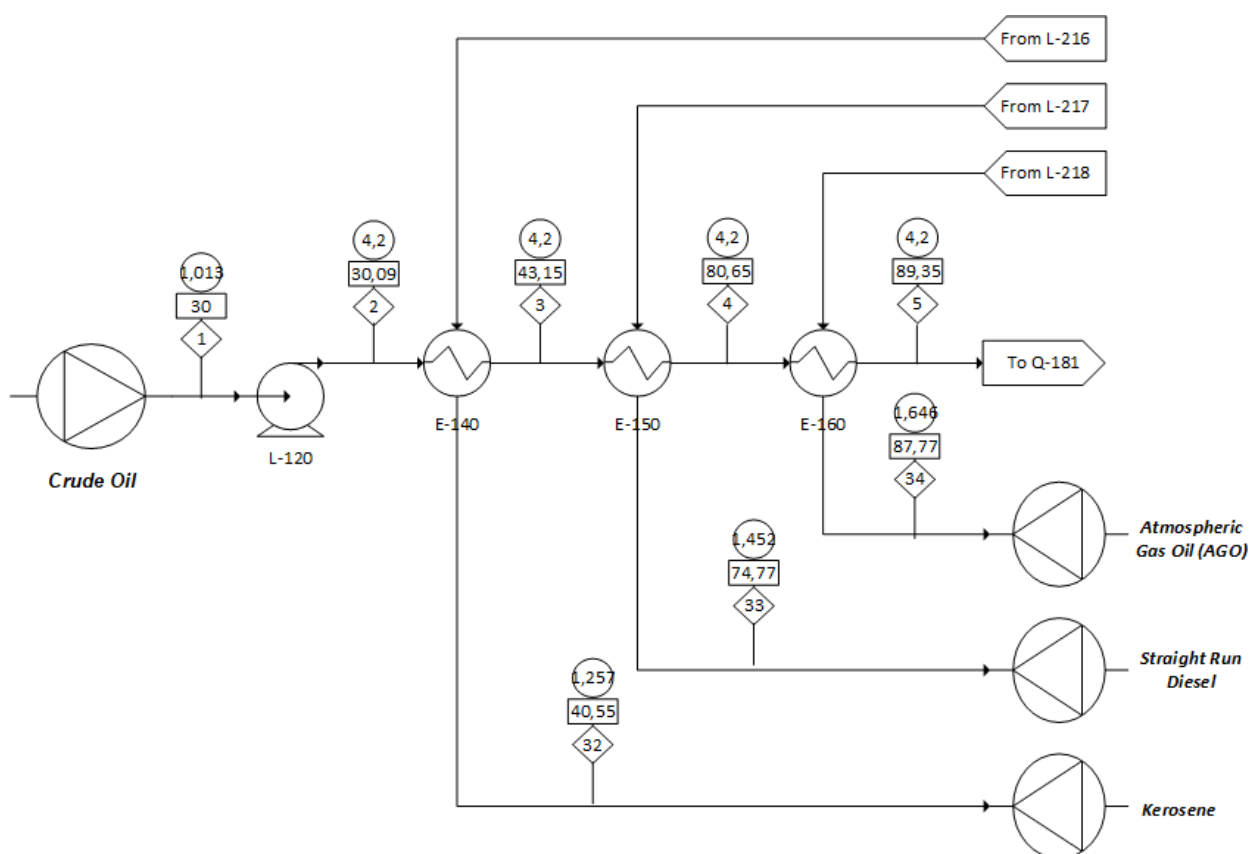 From L-216
From L-217
From L-218
1,013
30
1
4,2
30,09
2
4,2
43,15
3
4,2
80,65
4
4,2
89,35
5
To Q-181
E-140
E-150
E-160
L-120
Crude Oil
1,646
87,77
34
Atmospheric
Gas Oil (AGO)
1,452
74,77
33
Straight Run
Diesel
1,257
40,55
32
Kerosene